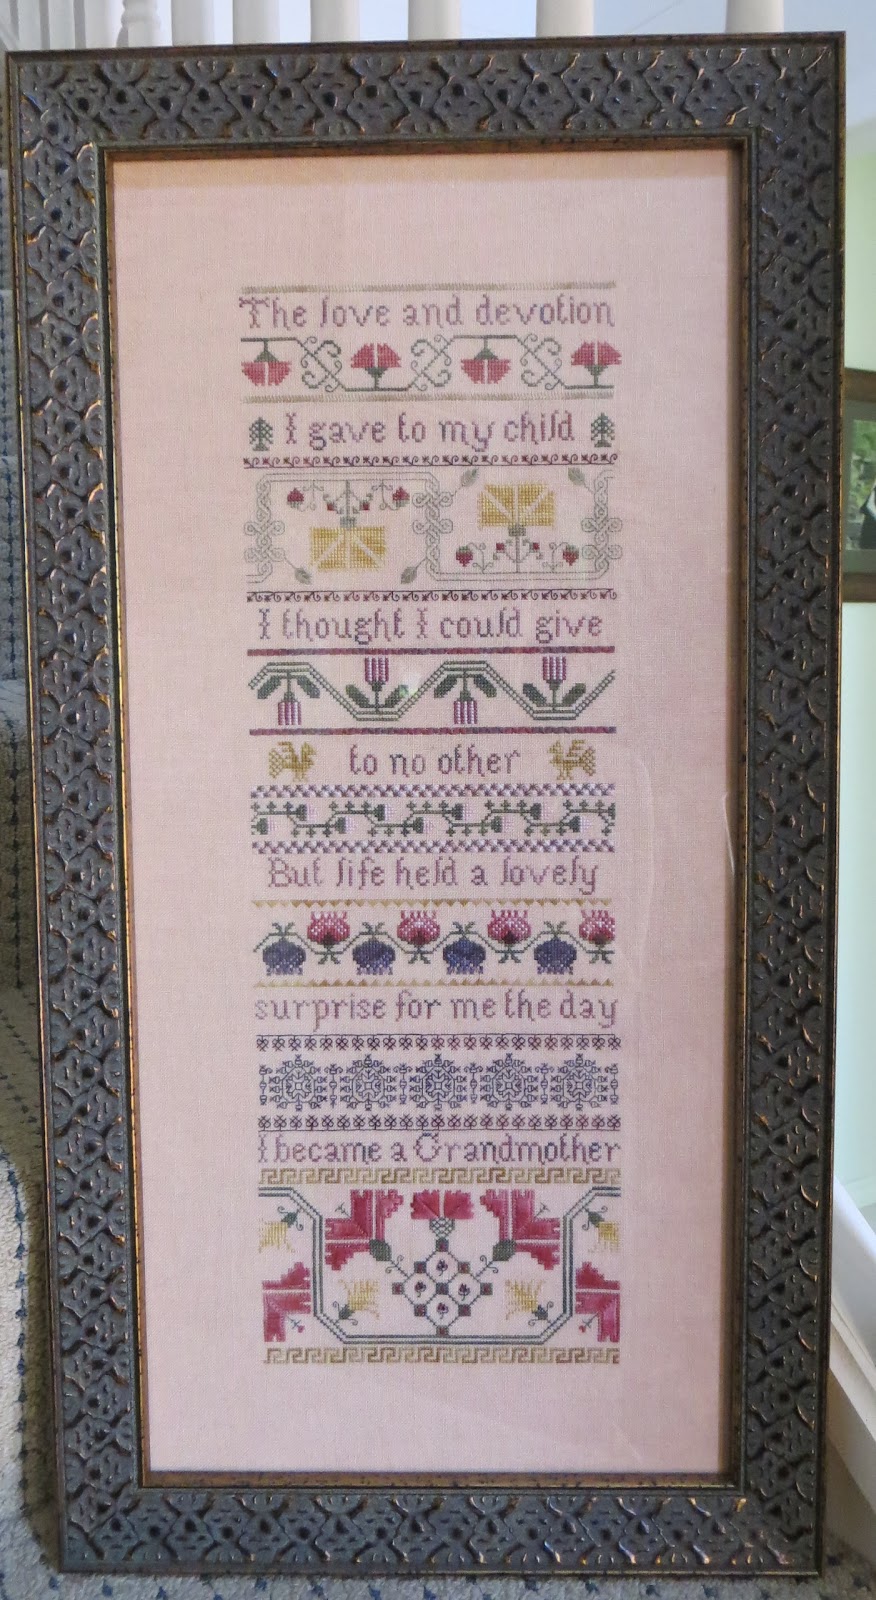 The love and devotion
I gave to my child
I thought I could give
to no other
But life held a lovely
surprise for me the day
I became a Grandmother